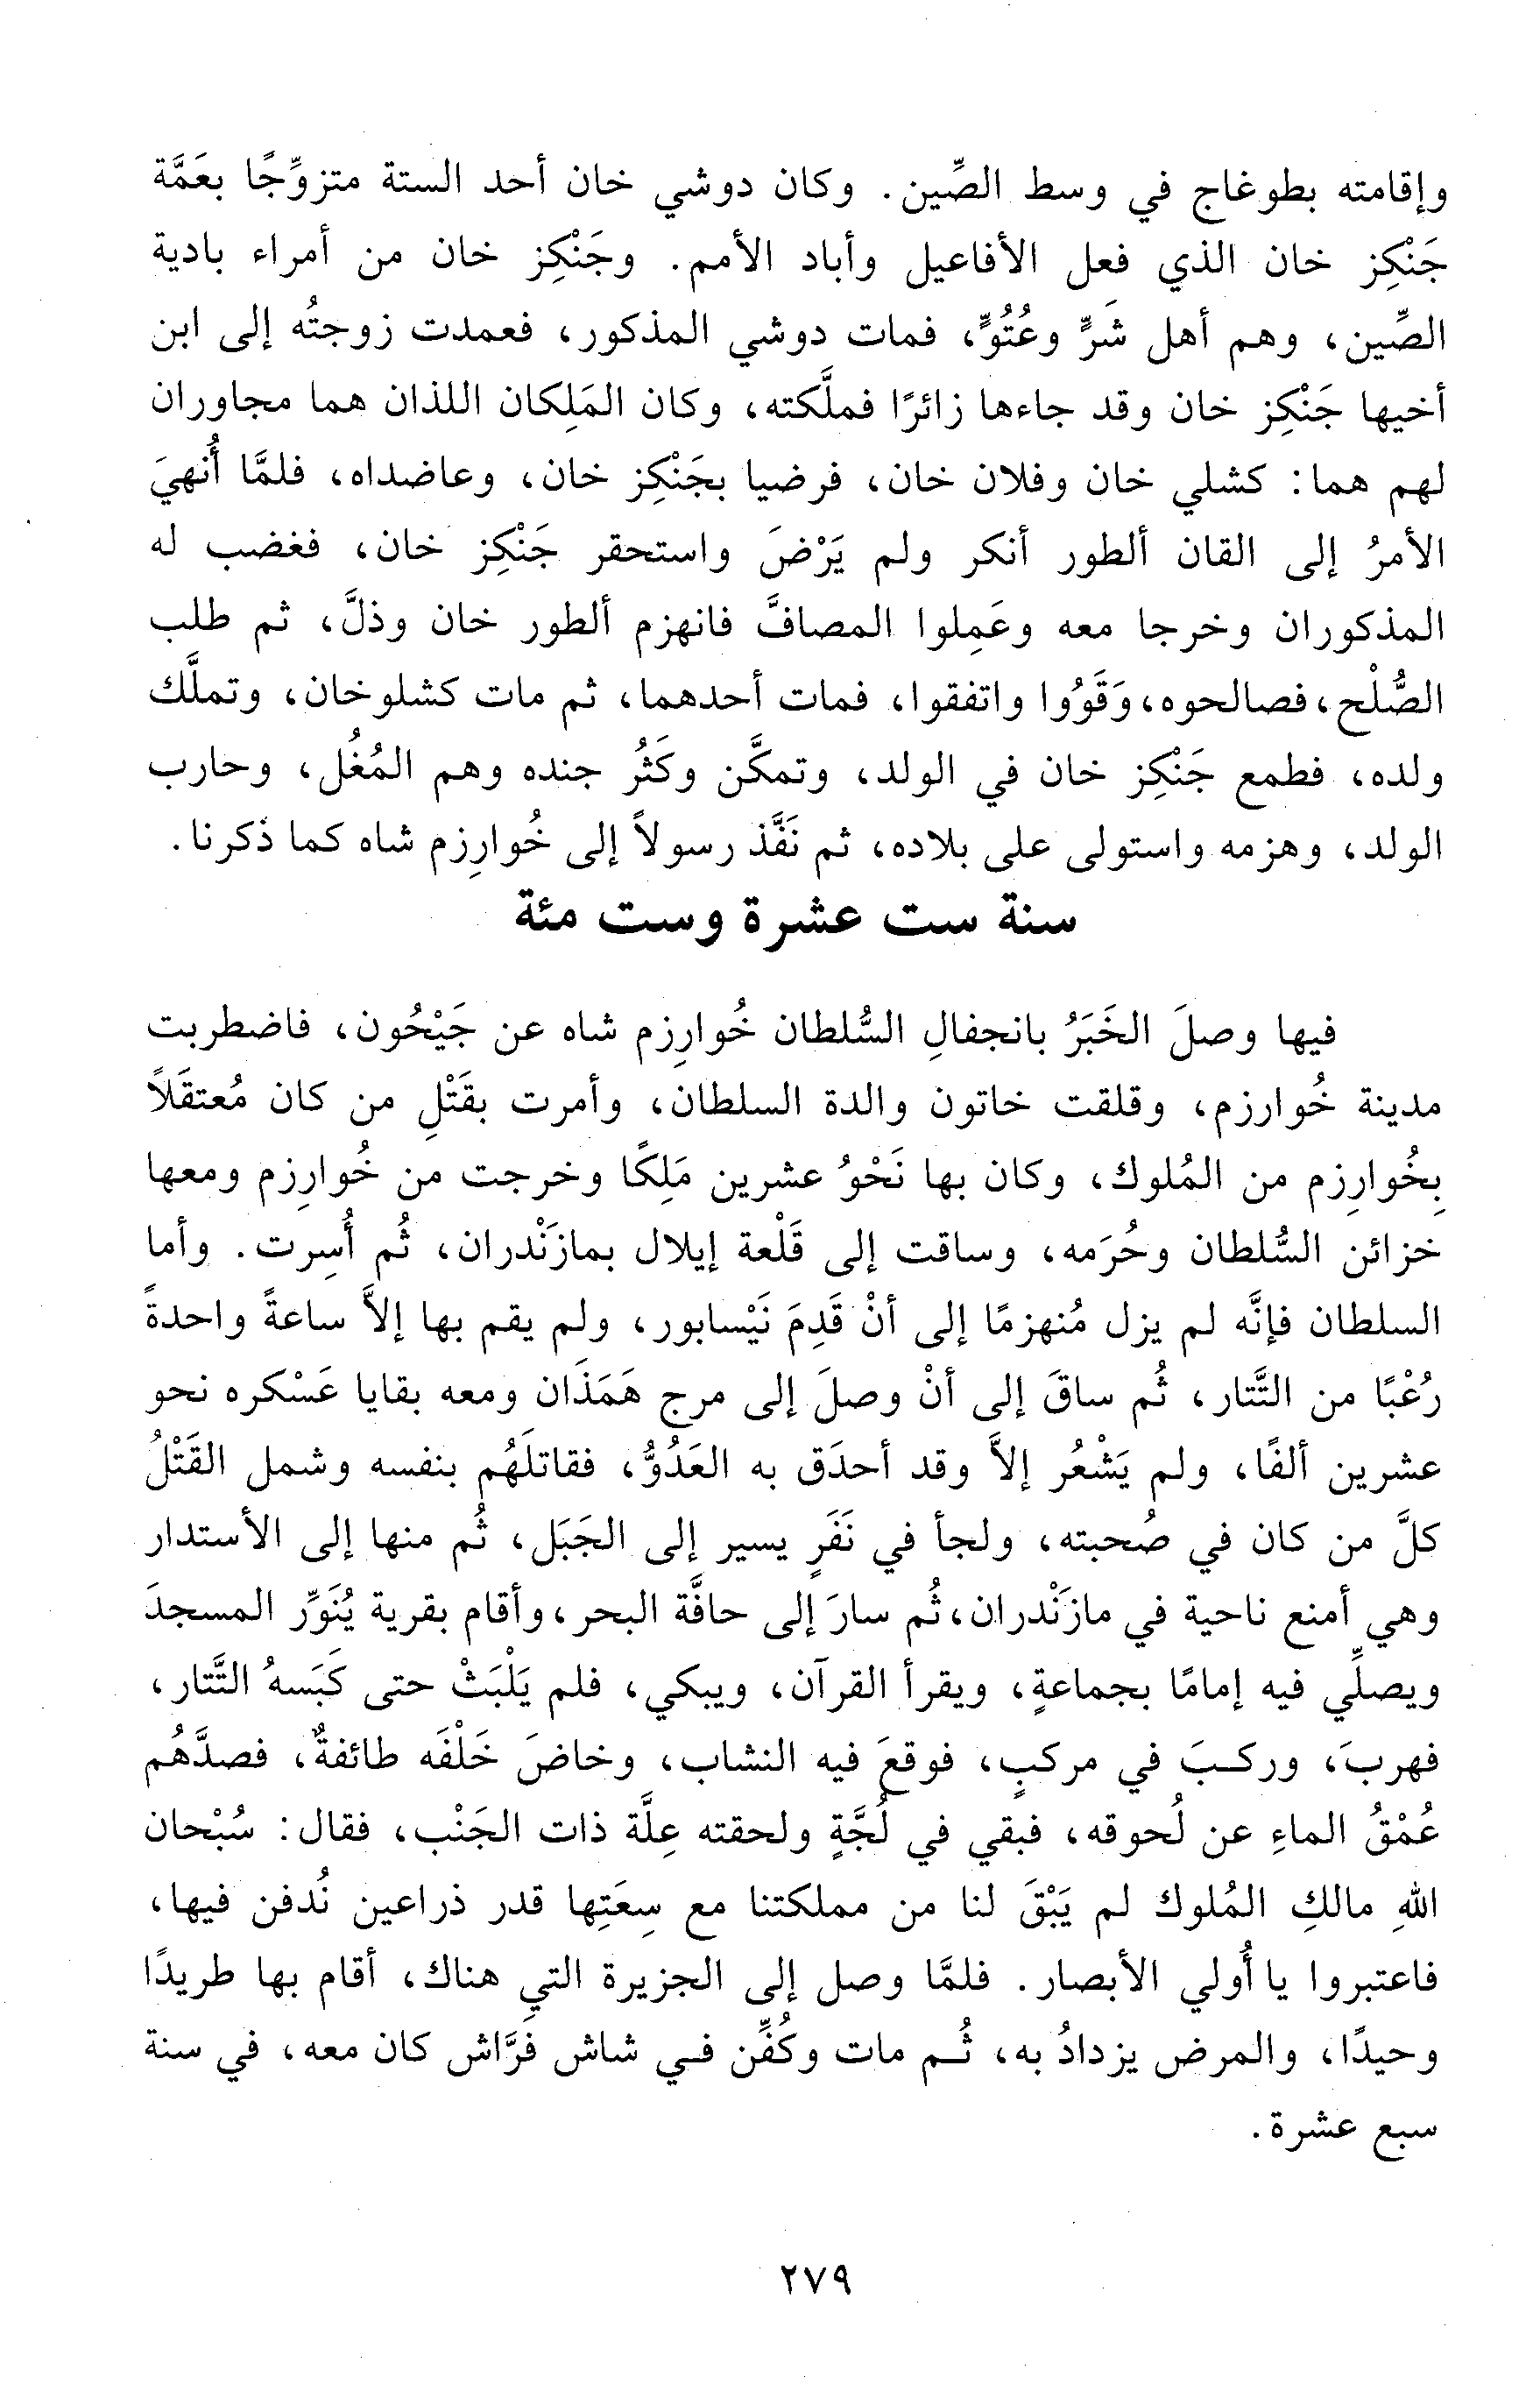 وإقامته بطوغاج في وسط الصِّين. وكان دوشي خان أحد الستة متزوِّجًا بعَمَّة
جَنْكِز خان الذي فعل الأفاعيل وأباد الأمم. وجَنْكِز خان من أمراء بادية
الصِّين، وهم أهل شَرٍّ وعُتُوٍّ، فمات دوشي المذكور، فعمدت زوجتُه إلى ابن
أخيها جَنْكِز خان وقد جاءها زائرًا فملَّكته، وكان المَلِكان اللذان هما مجاوران
لهم هما: كشلي خان وفلان خان، فرضيا بجَنْكِز خان، وعاضداه، فلمَّا أُنهيَ
الأمرُ إلى القان ألطور أنكر ولم يَرْضَ واستحقر جَنْكِز خان، فغضب له
المذكوران وخرجا معه وعَمِلوا المصافَّ فانهزم ألطور خان وذلَّ، ثم طلب
الصُّلْح، فصالحوه، وَقَوُوا واتفقوا، فمات أحدهما، ثم مات كشلوخان، وتملَّك
ولده، فطمع جَنْكِز خان في الولد، وتمكَّن وكَثُر جنده وهم المُغُل، وحارب
الولد، وهزمه واستولى على بلاده، ثم نَفَّذ رسولاً إلى خُوارِزم شاه كما ذكرنا.
سنة ست عشرة وست مئة
فيها وصلَ الخَبَرُ بانجفالِ السُّلطان خُوارِزم شاه عن جَيْحُون، فاضطربت
مدينة خُوارزم، وقلقت خاتون والدة السلطان، وأمرت بقَتْلِ من كان مُعتقَلاً
بِخُوارِزم من المُلوك، وكان بها نَحْوُ عشرين مَلِكًا وخرجت من خُوارِزم ومعها
خزائن السُّلطان وحُرَمه، وساقت إلى قَلْعة إيلال بمازَنْدران، ثُم أُسِرت. وأما
السلطان فإنَّه لم يزل مُنهزمًا إلى أنْ قَدِمَ نَيْسابور، ولم يقم بها إلاَّ ساعةً واحدةً
رُعْبًا من التَّتار، ثُم ساقَ إلى أنْ وصلَ إلى مرج هَمَذَان ومعه بقايا عَسْكره نحو
عشرين ألفًا، ولم يَشْعُر إلاَّ وقد أحدَق به العَدُوُّ، فقاتلَهُم بنفسه وشمل القَتْلُ
كلَّ من كان في صُحبته، ولجأ في نَفَرٍ يسير إلى الجَبَل، ثُم منها إلى الأستدار
وهي أمنع ناحية في مازَنْدران، ثُم سارَ إلى حافَّة البحر، وأقام بقرية يُنَوِّر المسجدَ
ويصلِّي فيه إمامًا بجماعةٍ، ويقرأ القرآن، ويبكي، فلم يَلْبَثْ حتى كَبَسهُ التَّتار،
فهربَ، وركبَ في مركبٍ، فوقعَ فيه النشاب، وخاضَ خَلْفَه طائفةٌ، فصدَّهُم
عُمْقُ الماءِ عن لُحوقه، فبقي في لُجَّةٍ ولحقته عِلَّة ذات الجَنْب، فقال: سُبْحان
اللهِ مالكِ المُلوك لم يَبْقَ لنا من مملكتنا مع سِعَتِها قدر ذراعين نُدفن فيها،
فاعتبروا يا أُولي الأبصار. فلمَّا وصل إلى الجزيرة التي هناك، أقام بها طريدًا
وحيدًا، والمرض يزدادُ به، ثُم مات وكُفِّن في شاش فرَّاش كان معه، في سنة
سبع عشرة.
٢٧٩